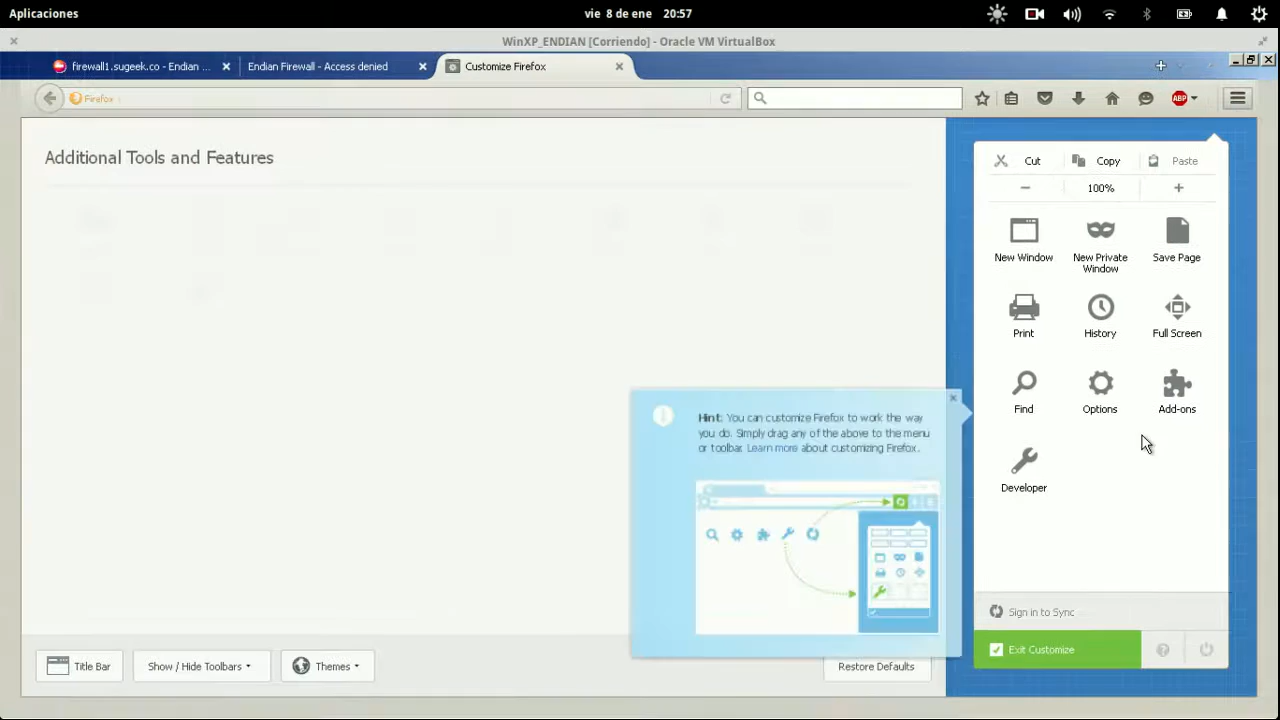 Aplicaciones
vie 8 de ene 20:57
WinXP_ENDIAN [Corriendo] - Oracle VM VirtualBox
firewall1.sugeek.co - Endian ...
Endian Firewall - Access denied
Customize Firefox
Firefox
ABP
Additional Tools and Features
Cut
Copy
Paste
100%
New Window
New Private
Window
Save Page
Print
History
Full Screen
Find
Options
Add-ons
Developer
Hint: You can customize Firefox to work the way
you do. Simply drag any of the above to the menu
or toolbar. Learn more about customizing Firefox.
Sign in to Sync
Exit Customize
Title Bar
Show / Hide Toolbars
Themes
Restore Defaults